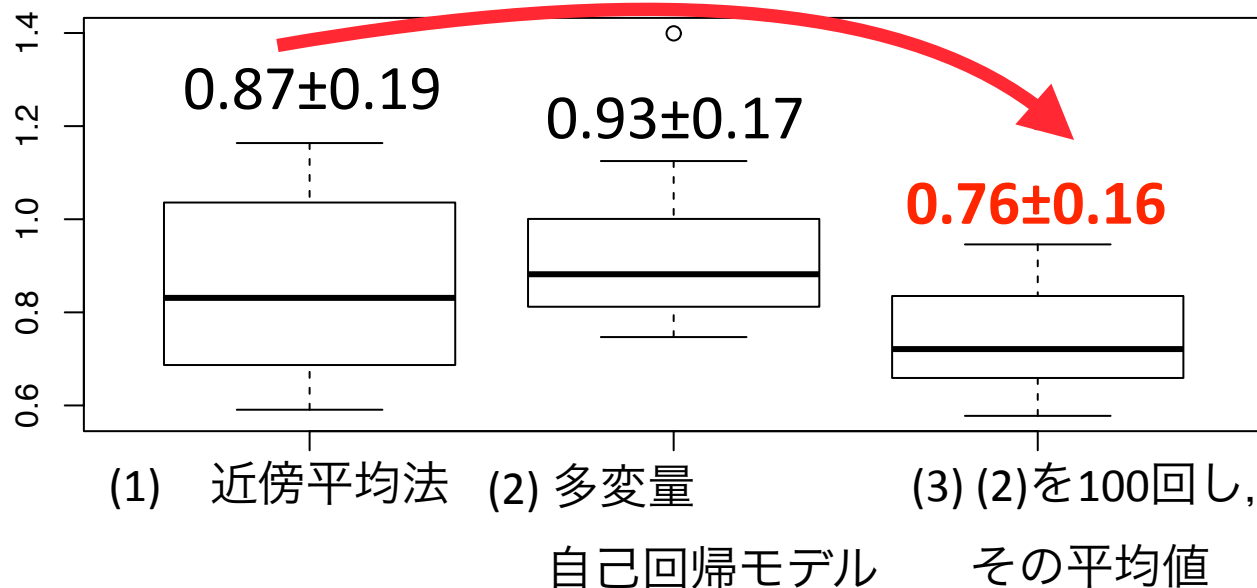 1.4
1.2
1.0
0.8
0.6
0.87±0.19
0.93±0.17
0.76±0.16
(1) 近傍平均法
(2) 多変量
自己回帰モデル
(3) (2)を100回し,
その平均値